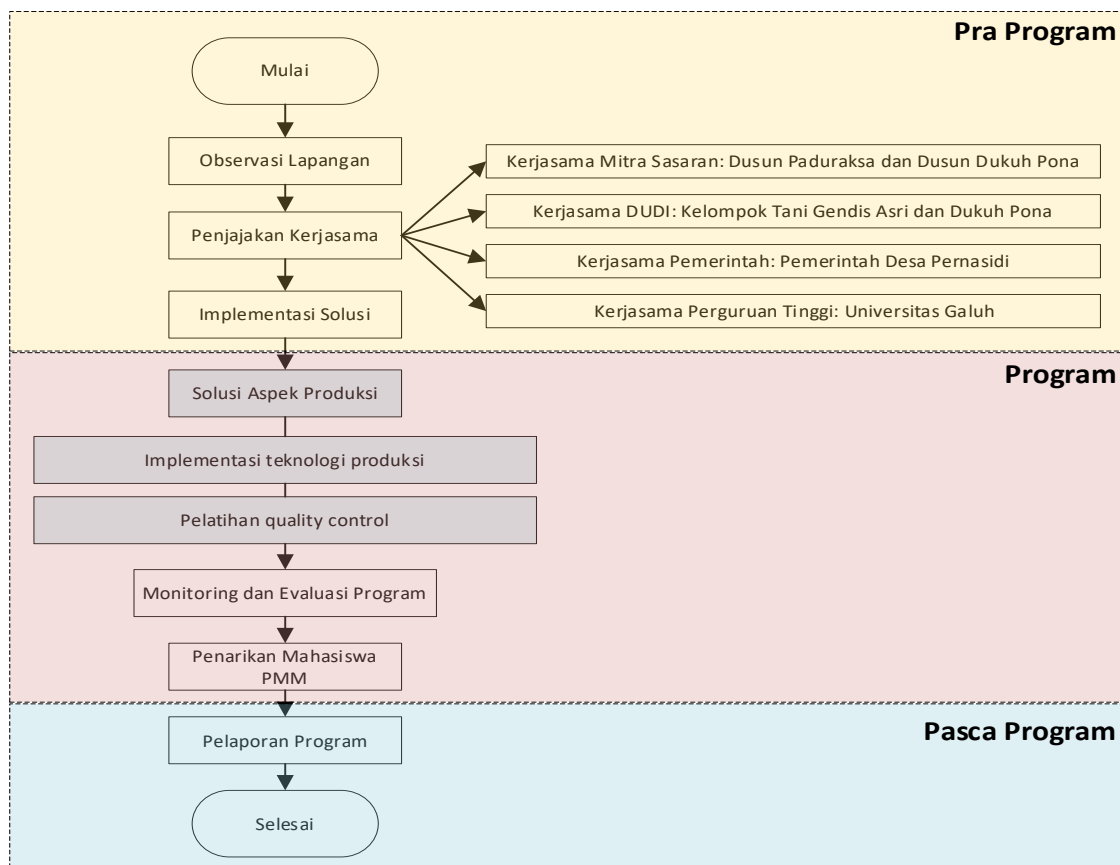 Pra Program
Mulai
Observasi Lapangan
Penjajakan Kerjasama
Kerjasama Mitra Sasaran: Dusun Paduraksa dan Dusun Dukuh Pona
Kerjasama DUDI: Kelompok Tani Gendis Asri dan Dukuh Pona
Kerjasama Pemerintah: Pemerintah Desa Pernasidi
Kerjasama Perguruan Tinggi: Universitas Galuh
Implementasi Solusi
Program
Solusi Aspek Produksi
Implementasi teknologi produksi
Pelatihan quality control
Monitoring dan Evaluasi Program
Penarikan Mahasiswa
PMM
Pasca Program
Pelaporan Program
Selesai